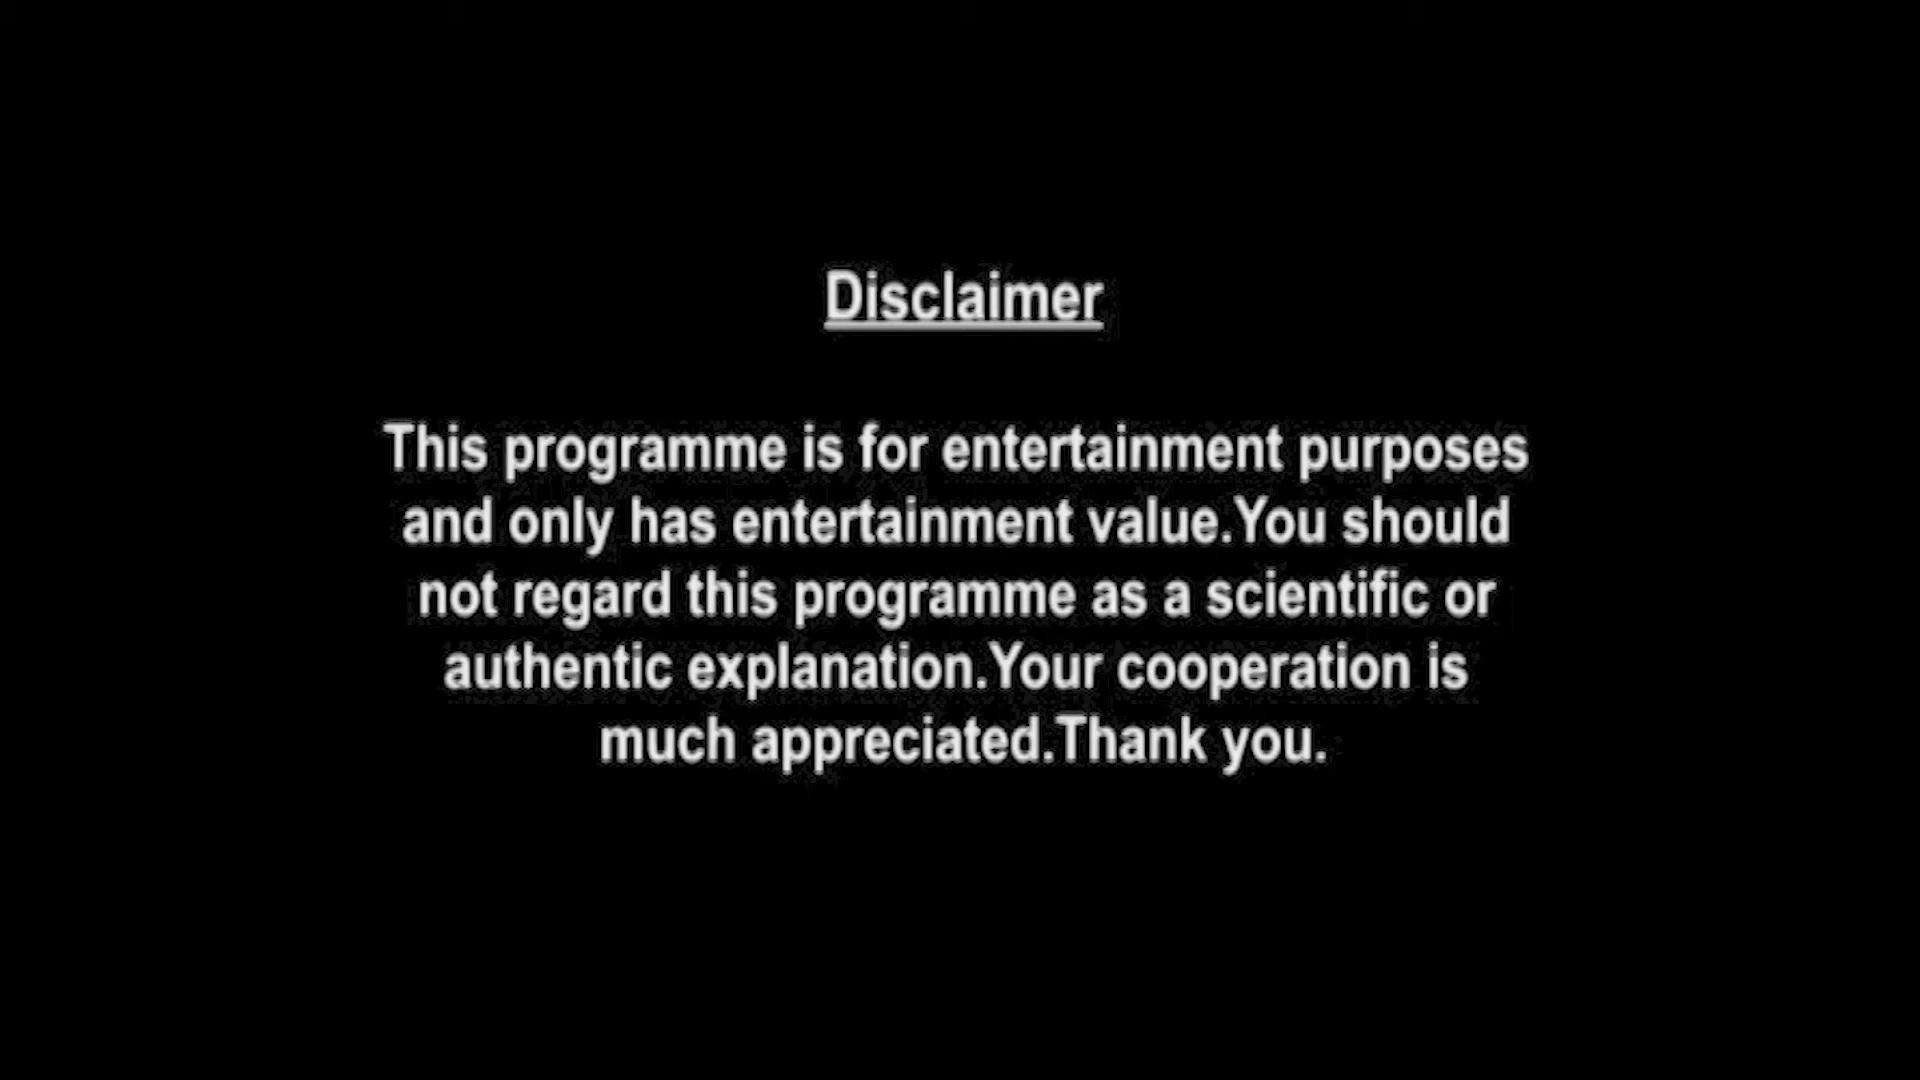 Disclaimer
This programme is for entertainment purposes
and only has entertainment value.You should
not regard this programme as a scientific or
authentic explanation.Your cooperation is
much appreciated.Thank you.